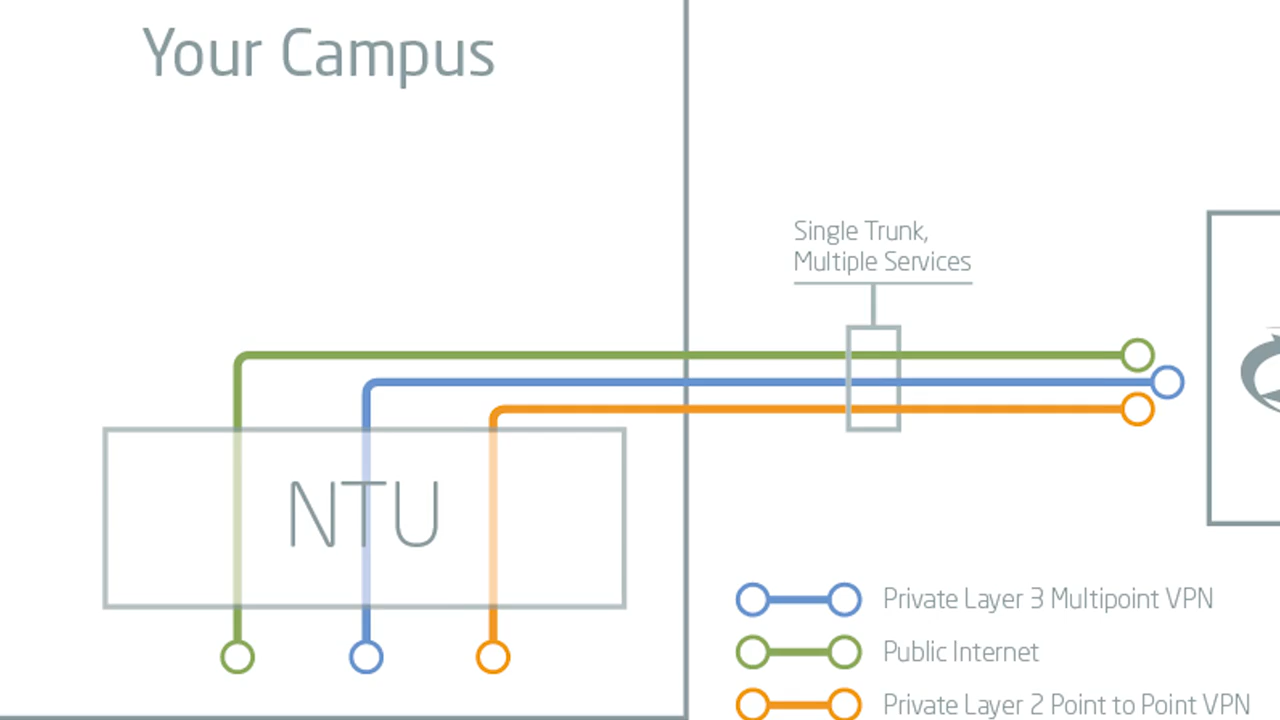 Your Campus
Single Trunk,
Multiple Services
NTU
Private Layer 3 Multipoint VPN
Public Internet
Private Layer 2 Point to Point VPN